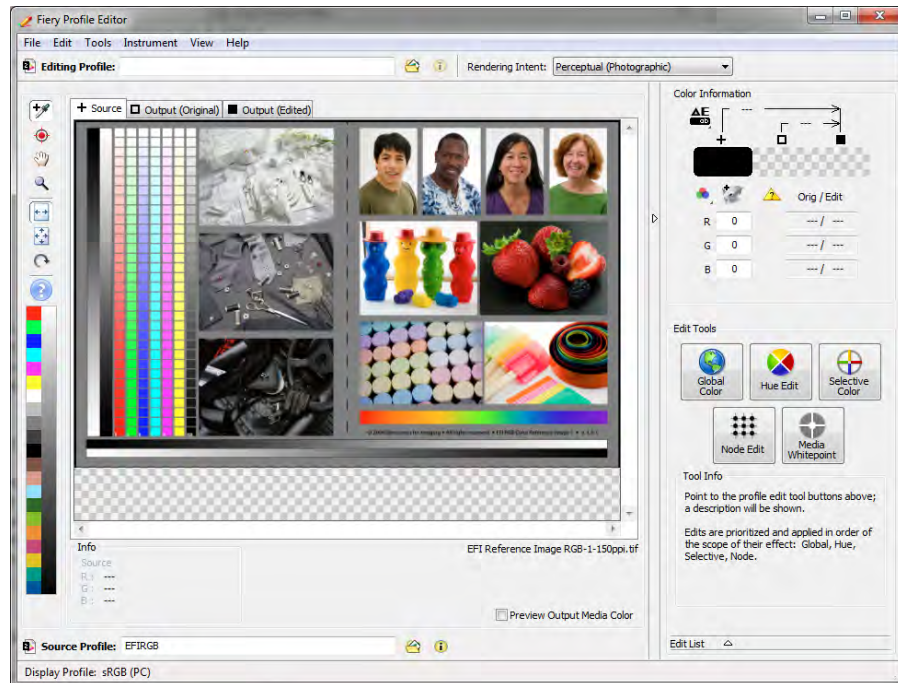 Fiery Profile Editor
File Edit Tools Instrument View Help
Editing Profile:
Rendering Intent: Perceptual (Photographic)
Source Output (Original) Output (Edited)
Color Information
ΔE
ab
---
---
Orig / Edit
R 0 --- / ---
G 0 --- / ---
B 0 --- / ---
Edit Tools
Global Color
Hue Edit
Selective Color
Node Edit
Media Whitepoint
Tool Info
Point to the profile edit tool buttons above;
a description will be shown.
Edits are prioritized and applied in order of
the scope of their effect: Global, Hue,
Selective, Node.
Info
Source
R: ---
G: ---
B: ---
EFI Reference Image RGB-1-150ppi.tif
Preview Output Media Color
Source Profile: EFIRGB
Edit List
Display Profile: sRGB (PC)